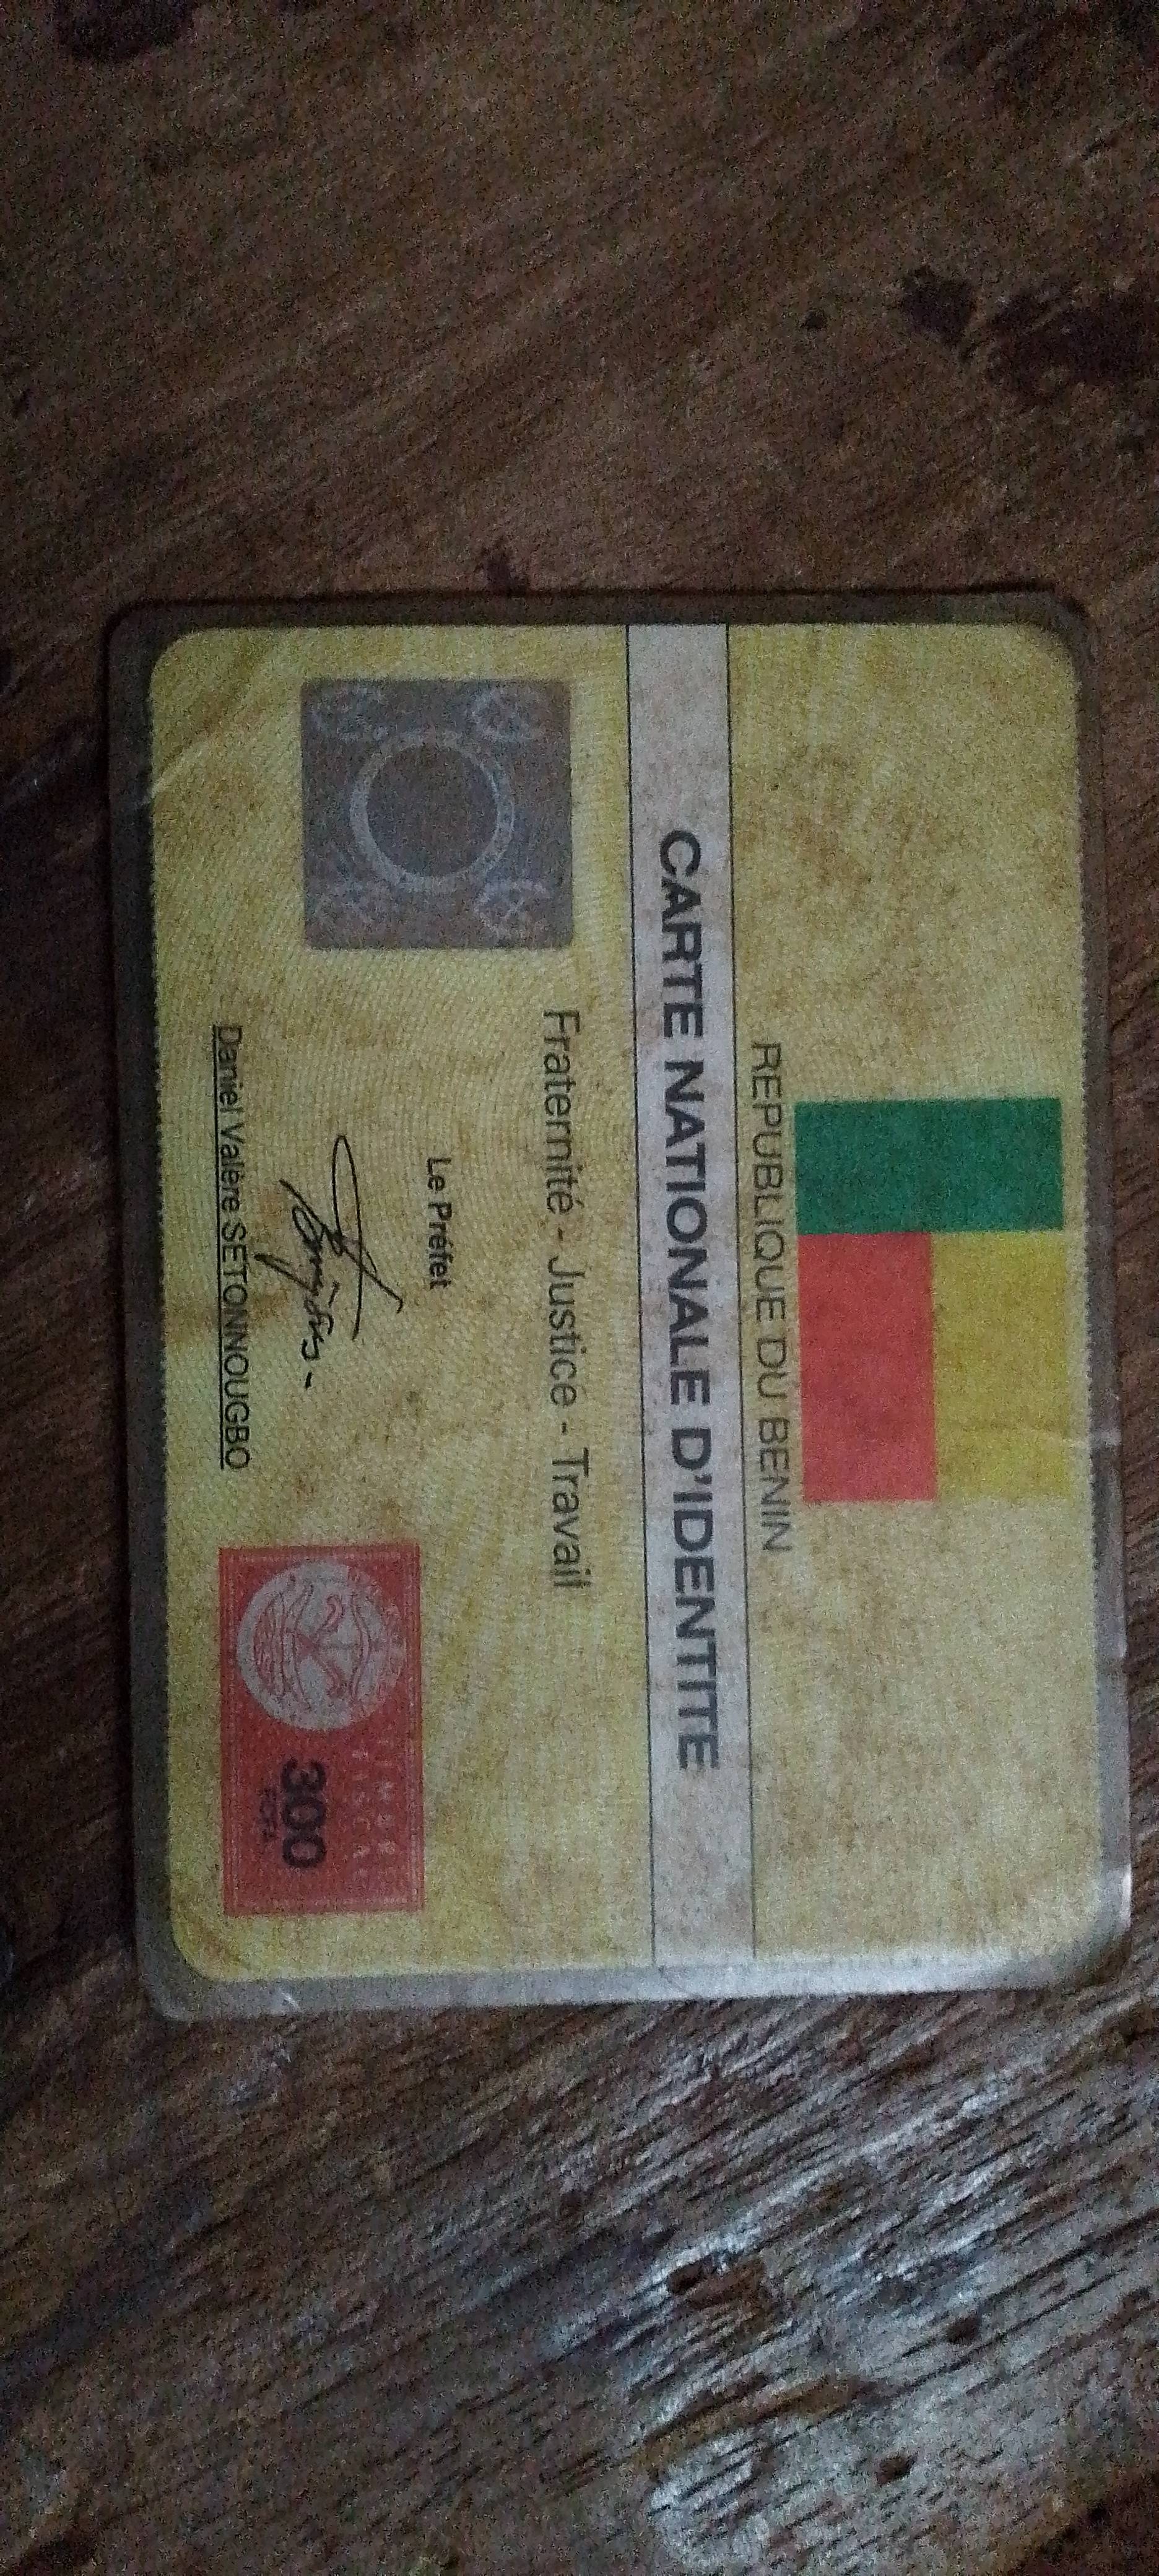 REPUBLIQUE DU BENIN
CARTE NATIONALE D'IDENTITE
Fraternité - Justice - Travail
Le Préfet
Daniel Valère SETONNOUGBO
TIMBRE
FISCAL
300
FCFA